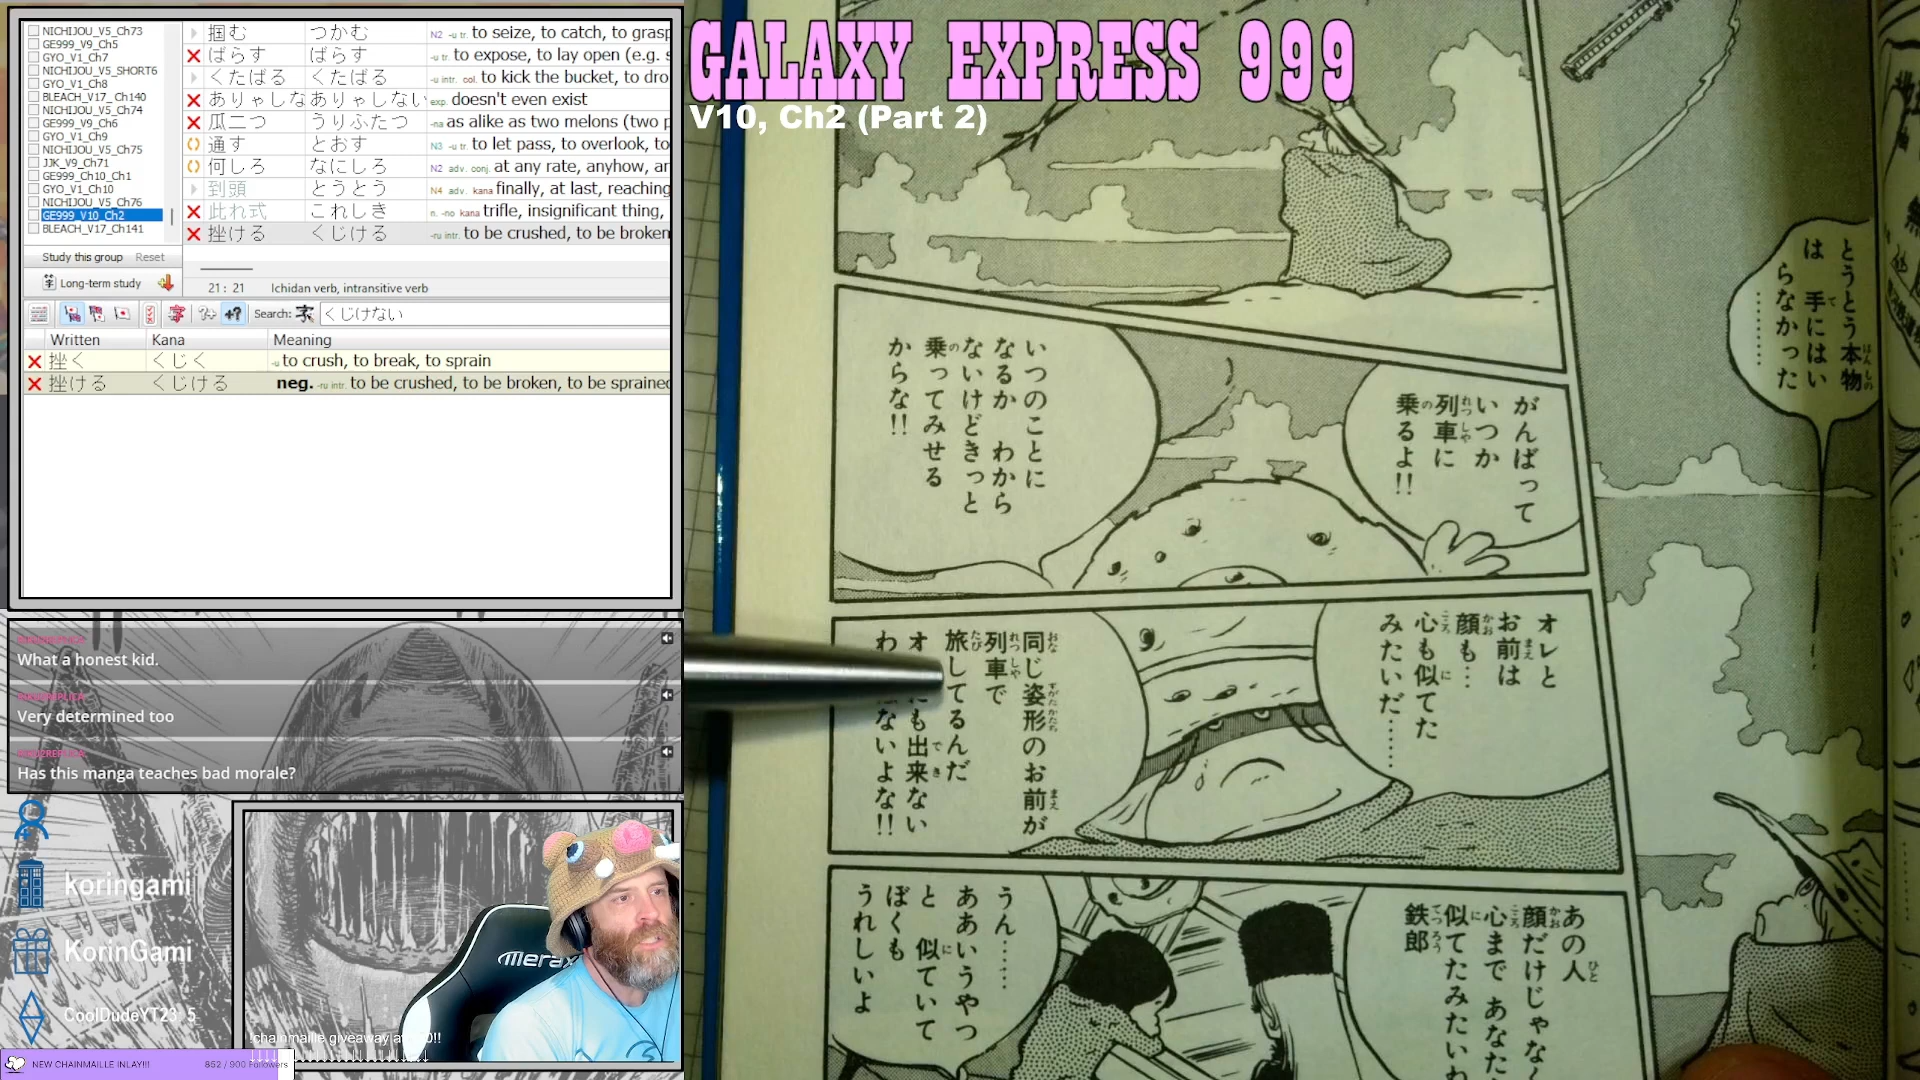 NICHIJOU_V5_Ch73
GE999_V9_Ch5
GYO_V1_Ch7
NICHIJOU_V5_SHORT6
GYO_V1_Ch8
BLEACH_V17_Ch140
NICHIJOU_V5_Ch74
GE999_V9_Ch6
GYO_V1_Ch9
NICHIJOU_V5_Ch75
JJK_V9_Ch71
GE999_Ch10_Ch1
GYO_V1_Ch10
NICHIJOU_V5_Ch76
GE999_V10_Ch2
BLEACH_V17_Ch141
Study this group Reset
Long-term study
掴む つかむ N2 -u tr. to seize, to catch, to grasp
ばらす ばらす -u tr. to expose, to lay open (e.g. s
くたばる くたばる -u intr. col. to kick the bucket, to dro
ありゃしな ありゃしない exp. doesn't even exist
瓜二つ うりふたつ -na as alike as two melons (two p
通す とおす N3 -u tr. to let pass, to overlook, to
何しろ なにしろ N2 adv. conj. at any rate, anyhow, an
到頭 とうとう N4 adv. kana finally, at last, reaching
此れ式 これしき n. -no kana trifle, insignificant thing,
挫ける くじける -ru intr. to be crushed, to be broken
21: 21 Ichidan verb, intransitive verb
Search: くじけない
Written Kana Meaning
挫く くじく -u to crush, to break, to sprain
挫ける くじける neg. -ru intr. to be crushed, to be broken, to be sprained
What a honest kid.
Very determined too
Has this manga teaches bad morale?
koringami
KorinGami
CoolDudeYT23 5
NEW CHAINMAILLE INLAY!!! 852 / 900 Followers
!chainmaille giveaway
merax
GALAXY EXPRESS 999
V10, Ch2 (Part 2)
とうとう本物
は 手にはい
らなかった
……
がんばって
いつか
列車に
乗るよ!!
いつのことに
なるか わから
ないけどきっと
乗ってみせる
からな!!
オレと
お前は
顔も…
心も似てた
みたいだ……
同じ姿形のお前が
列車で
旅してるんだ
も出来ない
ないよな!!
あの人
顔だけじゃなく
心まで あなた
似てたみたいね
鉄郎
うん……
ああいうやつ
と 似ていて
ぼくも
うれしいよ